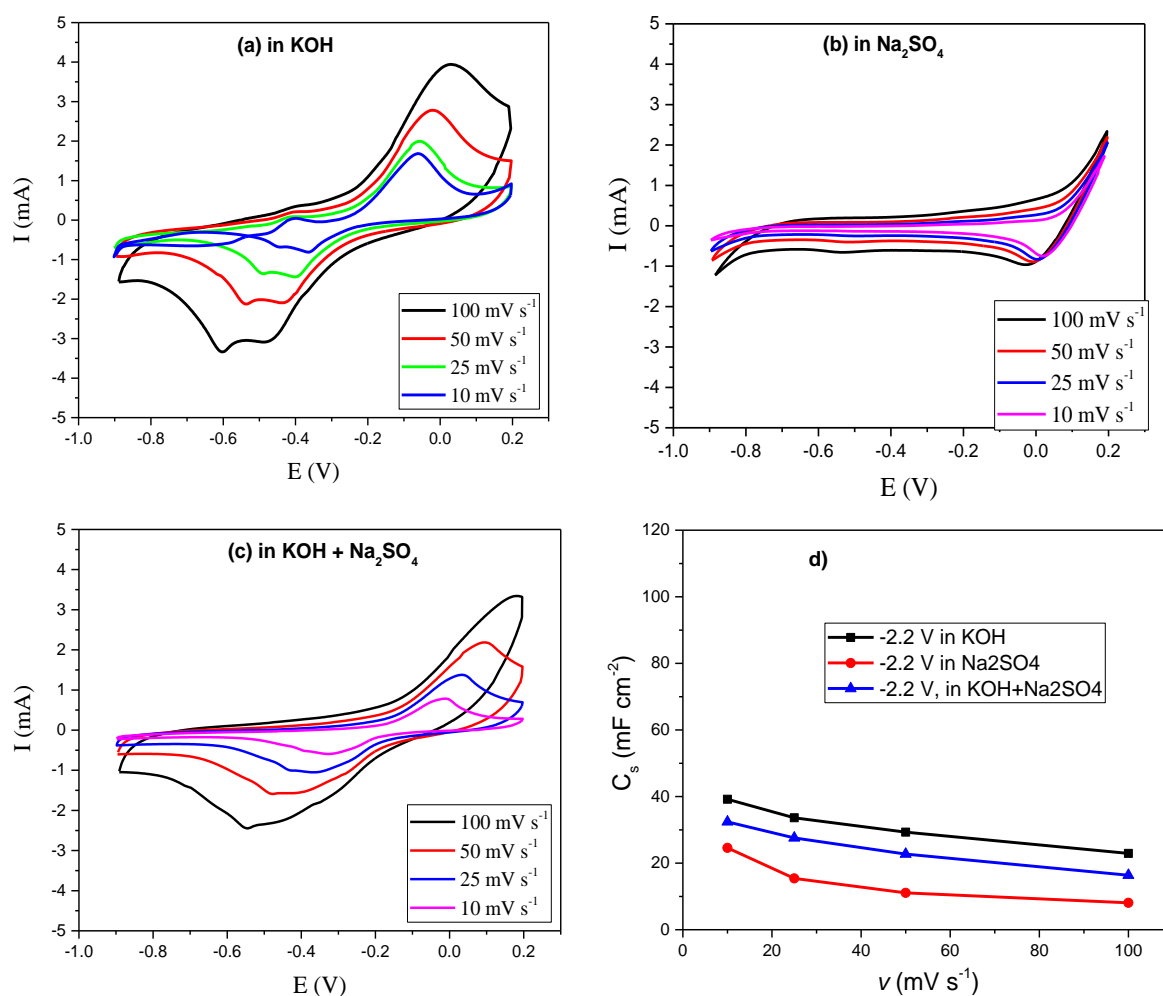 (a) in KOH
5
4
3
2
1
0
-1
-2
-3
-4
-5
I (mA)
-1.0 -0.8 -0.6 -0.4 -0.2 0.0 0.2
E (V)
100 mV s⁻¹
50 mV s⁻¹
25 mV s⁻¹
10 mV s⁻¹
(b) in Na₂SO₄
5
4
3
2
1
0
-1
-2
-3
-4
-5
I (mA)
-1.0 -0.8 -0.6 -0.4 -0.2 0.0 0.2
E (V)
100 mV s⁻¹
50 mV s⁻¹
25 mV s⁻¹
10 mV s⁻¹
(c) in KOH + Na₂SO₄
5
4
3
2
1
0
-1
-2
-3
-4
-5
I (mA)
-1.0 -0.8 -0.6 -0.4 -0.2 0.0 0.2
E (V)
100 mV s⁻¹
50 mV s⁻¹
25 mV s⁻¹
10 mV s⁻¹
d)
120
100
80
60
40
20
0
Cₛ (mF cm⁻²)
0 20 40 60 80 100
v (mV s⁻¹)
-2.2 V in KOH
-2.2 V in Na2SO4
-2.2 V, in KOH+Na2SO4